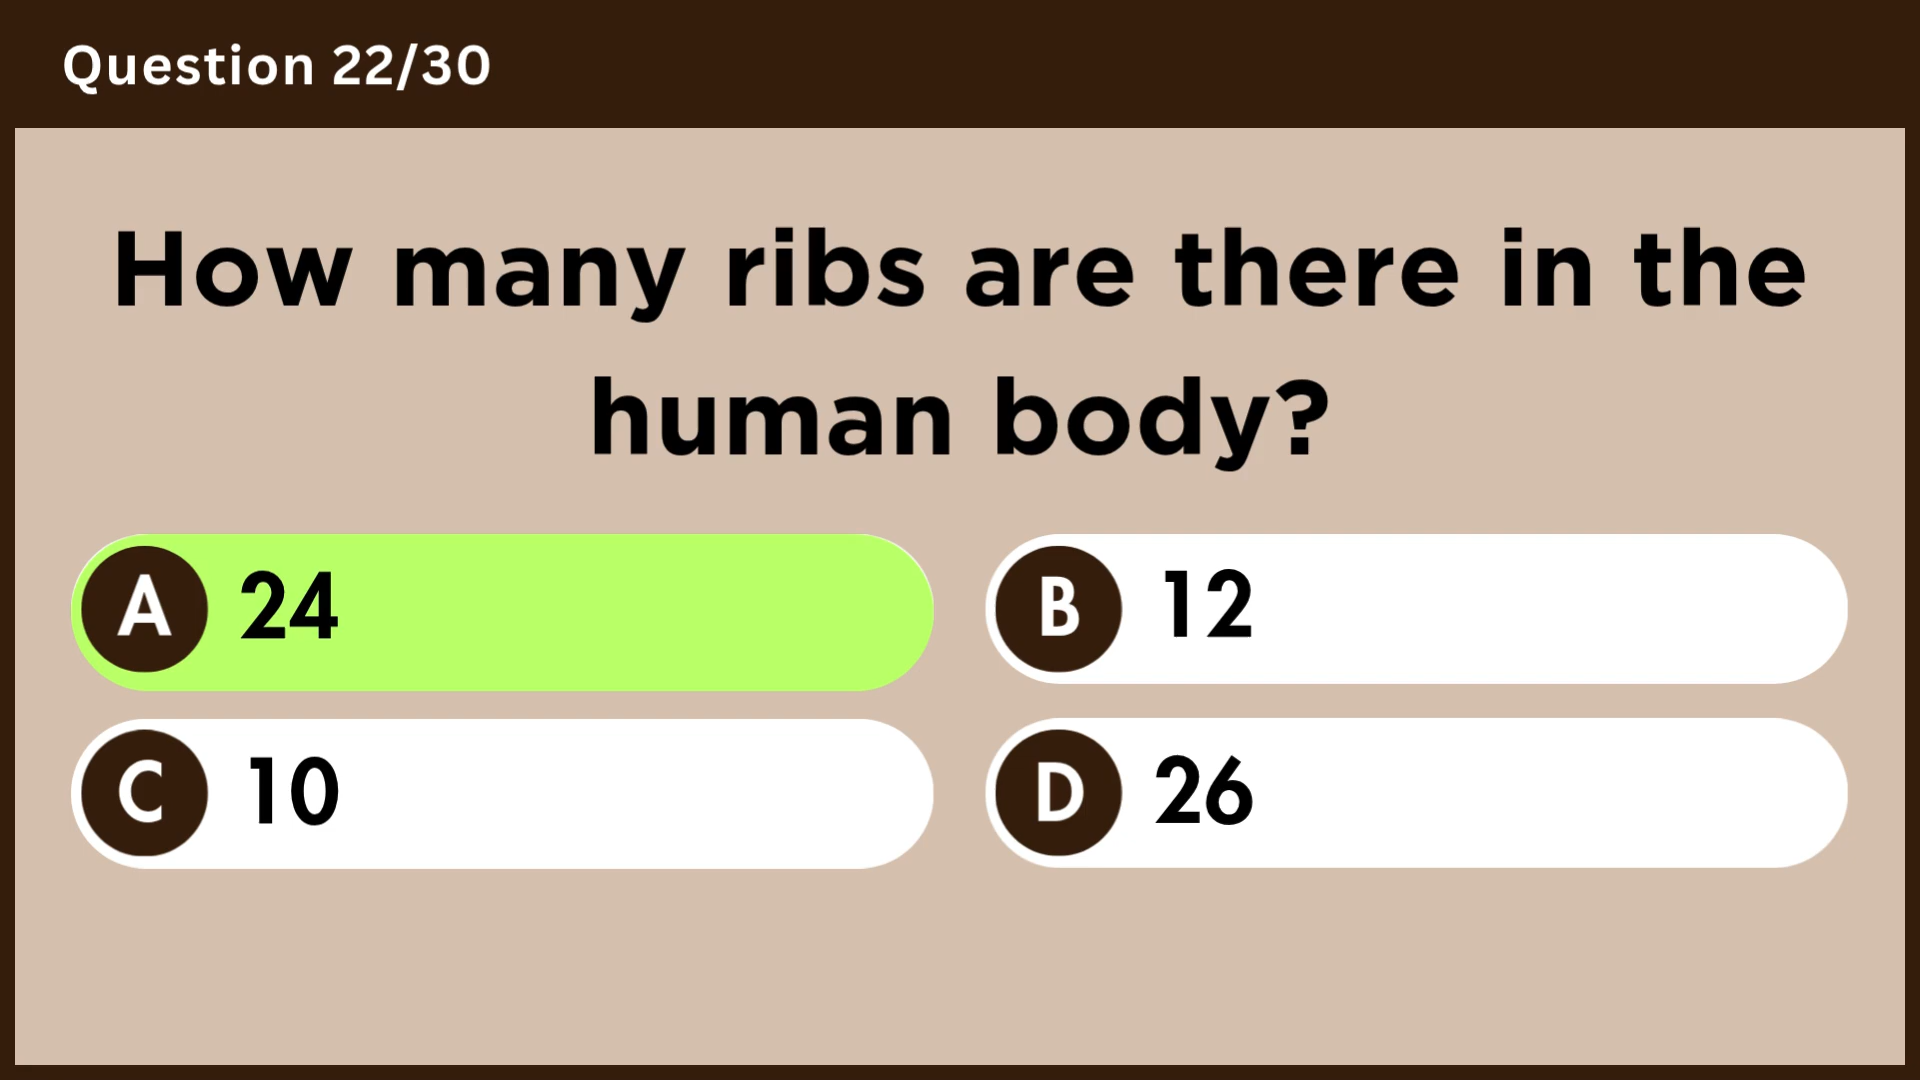 Question 22/30
How many ribs are there in the
human body?
A 24
B 12
C 10
D 26